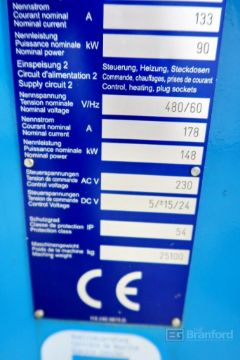 Nennstrom
Courant nominal A 133
Nominal current
Nennleistung
Puissance nominale kW 90
Nominal power
Einspeisung 2 Steuerung, Heizung, Steckdosen
Circuit d'alimentation 2 Commande, chauffages, prises de courant
Supply circuit 2 Control, heating, plug sockets
Nennspannung
Tension nominale V/Hz 480/60
Nominal voltage
Nennstrom
Courant nominal A 178
Nominal current
Nennleistung
Puissance nominale kW 148
Nominal power
Steuerspannungen
Tension de commande AC V 230
Control voltage
Steuerspannungen
Tension de commande DC V
Control voltage
Schutzgrad
Classe de protection IP 54
Protection class
Maschinengewicht
Poids de la machine kg 25100
Maching weight
CE
Branford